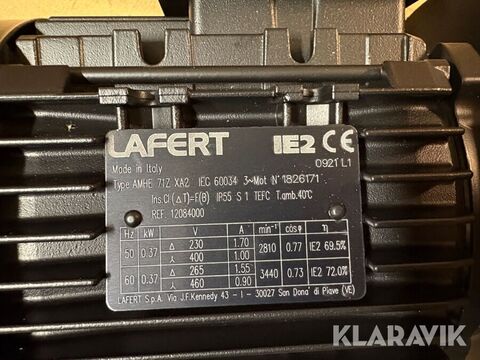 LAFERT IE2 CE
Made in Italy 0921 L1
Type AMHE 71Z XA2 IEC 60034 3~Mot N° 1826171
Ins Cl (ΔT)=F(B) IP55 S 1 TEFC T.amb.40°C
REF. 12084000
Hz kW V A min⁻¹ cosφ
50 0.37 Δ 230 1.70 2810 0.77 IE2 69.5%
⅄ 400 1.00
60 0.37 Δ 265 1.55 3440 0.73 IE2 72.0%
⅄ 460 0.90
LAFERT S.p.A. Via J.F.Kennedy 43 - I - 30027 San Dona' di Piave (VE)
KLARAVIK